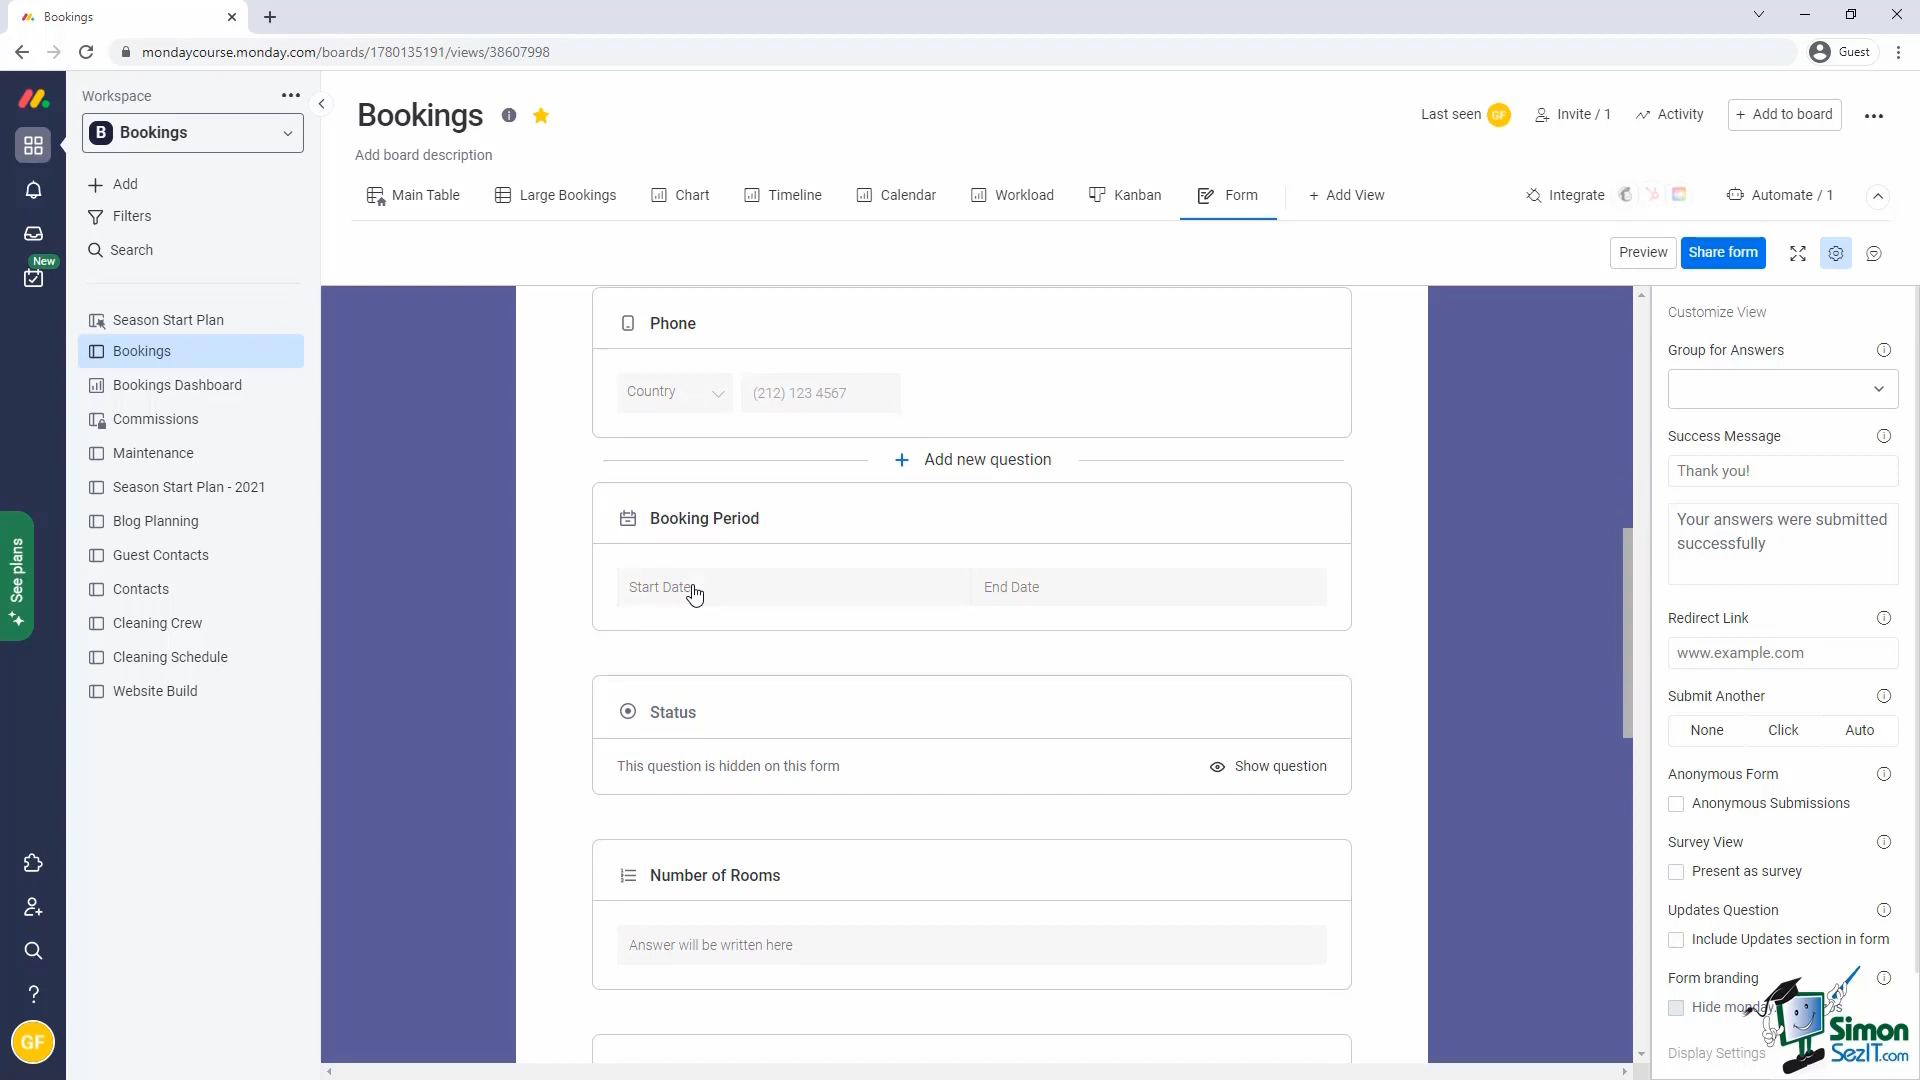 Bookings
mondaycourse.monday.com/boards/1780135191/views/38607998
Guest
Workspace
B Bookings
Add
Filters
Search
New
Season Start Plan
Bookings
Bookings Dashboard
Commissions
Maintenance
Season Start Plan - 2021
Blog Planning
Guest Contacts
Contacts
Cleaning Crew
Cleaning Schedule
Website Build
See plans
GF
Bookings
Last seen GF
Invite / 1
Activity
+ Add to board
Add board description
Main Table
Large Bookings
Chart
Timeline
Calendar
Workload
Kanban
Form
+ Add View
Integrate
Automate / 1
Preview
Share form
Phone
Country
(212) 123 4567
+ Add new question
Booking Period
Start Date
End Date
Status
This question is hidden on this form
Show question
Number of Rooms
Answer will be written here
Customize View
Group for Answers
Success Message
Thank you!
Your answers were submitted
successfully
Redirect Link
www.example.com
Submit Another
None
Click
Auto
Anonymous Form
Anonymous Submissions
Survey View
Present as survey
Updates Question
Include Updates section in form
Form branding
Hide
Display Settings
Simon
SezIT.com